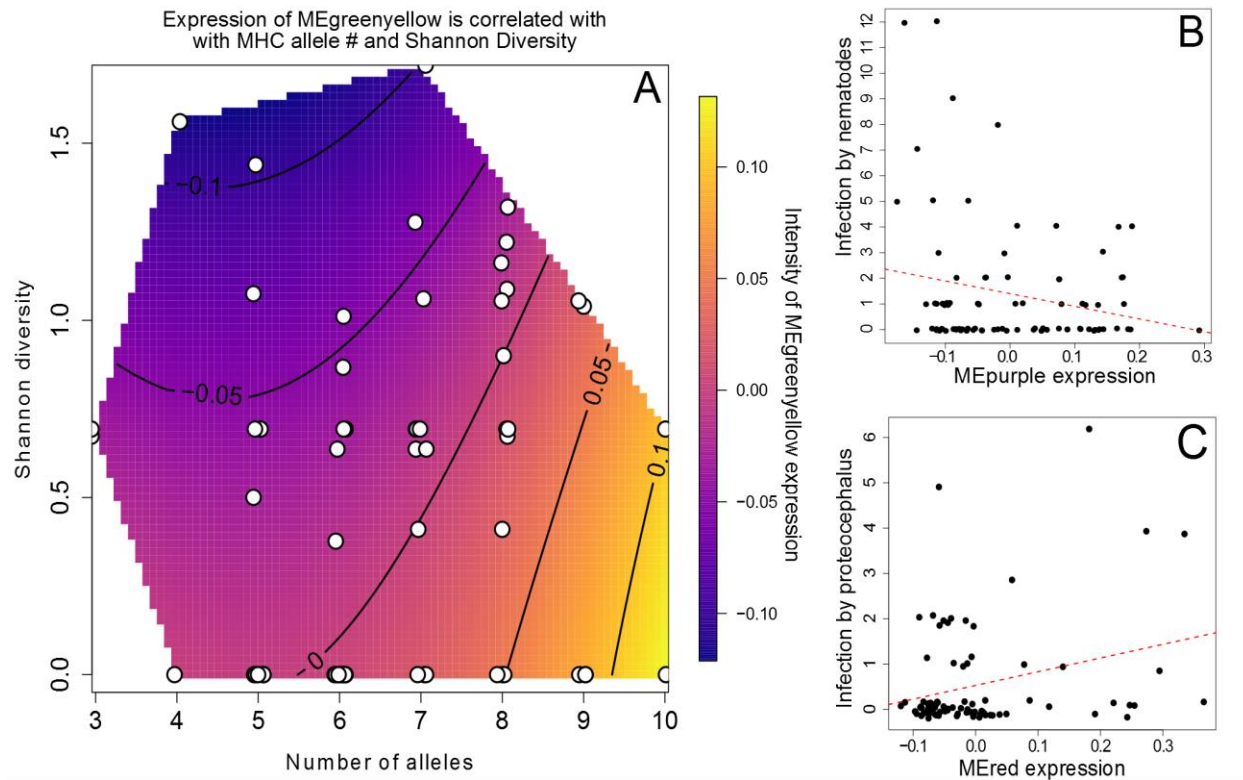 Expression of MEgreenyellow is correlated with
with MHC allele # and Shannon Diversity
A
Shannon diversity
1.5
1.0
0.5
0.0
−0.1
−0.05
0
0.05
0.1
3 4 5 6 7 8 9 10
Number of alleles
0.10
0.05
0.00
−0.05
−0.10
Intensity of MEgreenyellow expression
B
Infection by nematodes
12
11
10
9
8
7
6
5
4
3
2
1
0
−0.1 0.0 0.1 0.2 0.3
MEpurple expression
C
Infection by proteocephalus
6
5
4
3
2
1
0
−0.1 0.0 0.1 0.2 0.3
MEred expression